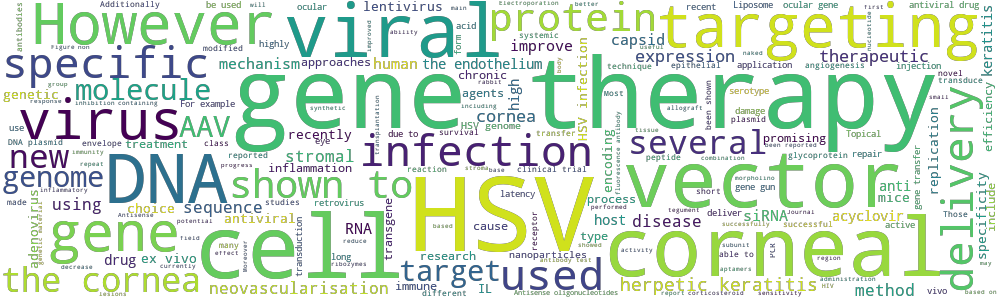 However
viral
protein
targeting
specific
molecule
gene therapy
virus
AAV
new
genome
DNA
infection
several
shown to
HSV
vector
delivery
gene
cell
corneal
the cornea
target
used
Additionally
be used
will
ocular
lentivirus
main
acid
form
improved
ability
Electroporation
better
systemic
recent
Liposome
ocular gene
antiviral drug
first
nucleotide
keratitis
efficiency
antibodies
modified
highly
Figure
non
mechanism
approaches
human
the endothelium
improve
capsid
expression
therapeutic
useful
body
naked
technique
epithelial
application
angiogenesis
injection
novel
transduce
genetic
response
group
inhibition
containing
For example
synthetic
chronic
rabbit
agents
including
high
cornea
HSV infection
Most
allograft
been shown
serotype
damage
plasmid
small
use
DNA plasmid
envelope
treatment
class
recently
eye
due to
survival
HSV genome
transfer
tissue
fluorescence antibody
promising
Topical
been reported
replication
immunity
repeat
progress
reported
stromal
inflammation
transplantation
reaction
stroma
base
clinical trial
encoding
peptide
combination
glycoprotein
repair
gene transfer
made
inflammatory
using
choice
sequence
studies
retrovirus
latency
process
performed
short
morpholino
gene gun
anti
mice
adenovirus
Antisense
potential
antiviral
RNA
transgene
cause
receptor
tegument
host
deliver
siRNA
Journal
acyclovir
active
Those
include
specificity
field
Moreover
transduction
reduce
based
type
showed
disease
successfully
successful
decrease
drug
many
effect
currently
ex vivo
long
ribozymes
research
nanoparticles
activity
subunit
able to
aptamers
PCR
may
lesions
neovascularisation
immune
different
IL
antibody test
Antisense oligonucleotides
herpetic keratitis
report
corticosteroid
sensitivity
administration
HIV
method
vivo
based on